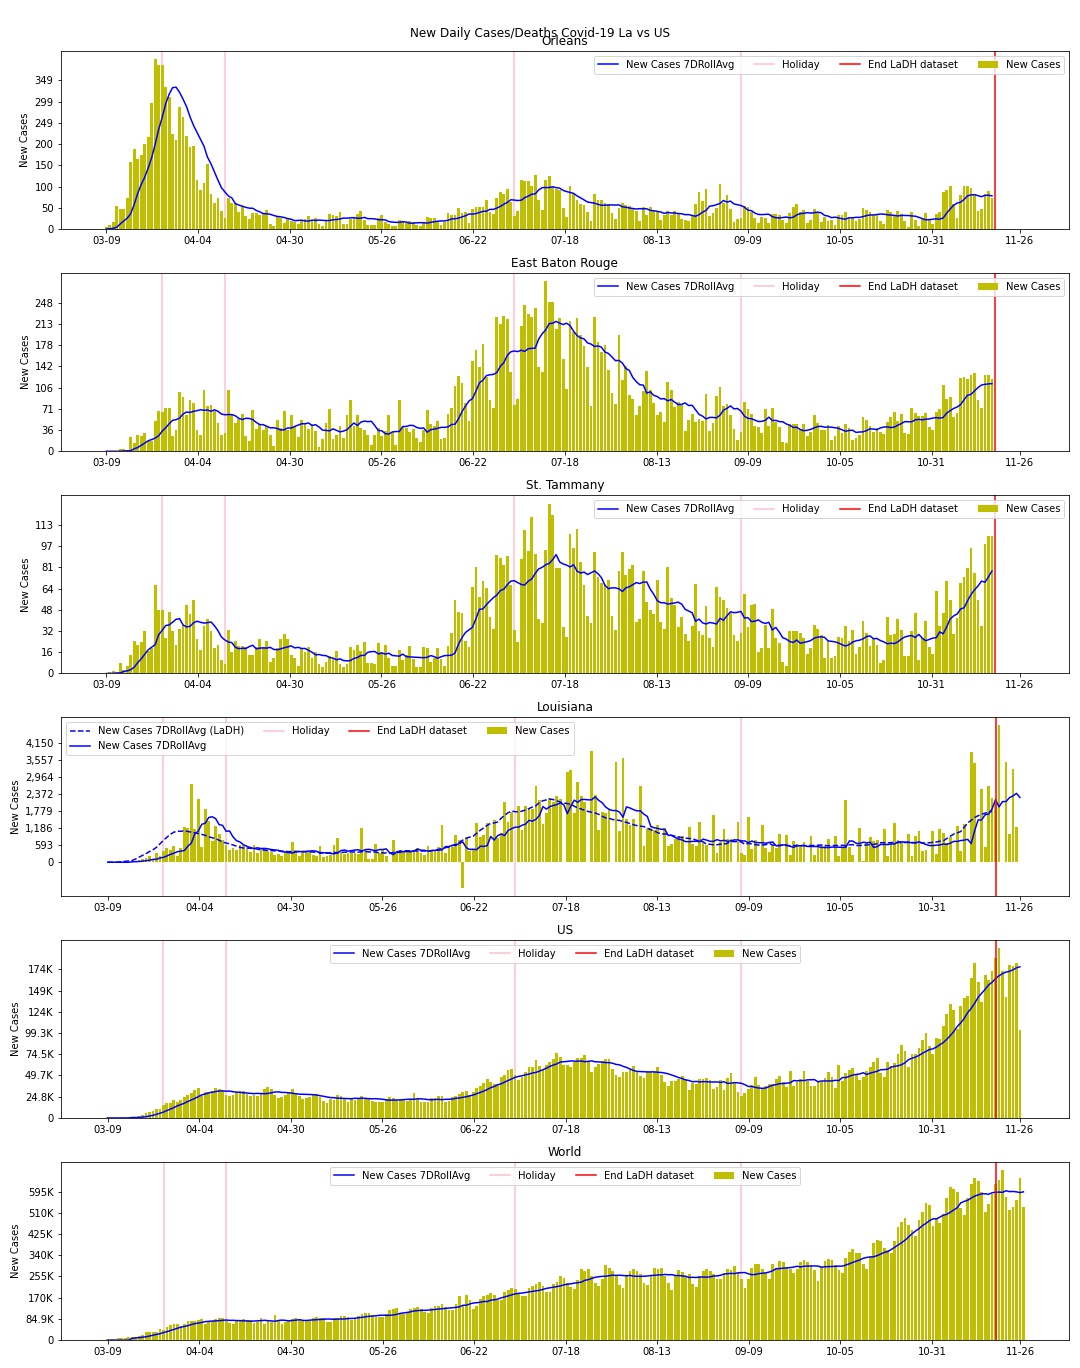 New Daily Cases/Deaths Covid-19 La vs US
Orleans
New Cases 7DRollAvg Holiday End LaDH dataset New Cases
New Cases
349
299
249
200
150
100
50
0
03-09 04-04 04-30 05-26 06-22 07-18 08-13 09-09 10-05 10-31 11-26
East Baton Rouge
New Cases 7DRollAvg Holiday End LaDH dataset New Cases
New Cases
248
213
178
142
106
71
36
0
03-09 04-04 04-30 05-26 06-22 07-18 08-13 09-09 10-05 10-31 11-26
St. Tammany
New Cases 7DRollAvg Holiday End LaDH dataset New Cases
New Cases
113
97
81
64
48
32
16
0
03-09 04-04 04-30 05-26 06-22 07-18 08-13 09-09 10-05 10-31 11-26
Louisiana
New Cases 7DRollAvg (LaDH) Holiday End LaDH dataset New Cases
New Cases 7DRollAvg
New Cases
4,150
3,557
2,964
2,372
1,779
1,186
593
0
03-09 04-04 04-30 05-26 06-22 07-18 08-13 09-09 10-05 10-31 11-26
US
New Cases 7DRollAvg Holiday End LaDH dataset New Cases
New Cases
174K
149K
124K
99.3K
74.5K
49.7K
24.8K
0
03-09 04-04 04-30 05-26 06-22 07-18 08-13 09-09 10-05 10-31 11-26
World
New Cases 7DRollAvg Holiday End LaDH dataset New Cases
New Cases
595K
510K
425K
340K
255K
170K
84.9K
0
03-09 04-04 04-30 05-26 06-22 07-18 08-13 09-09 10-05 10-31 11-26